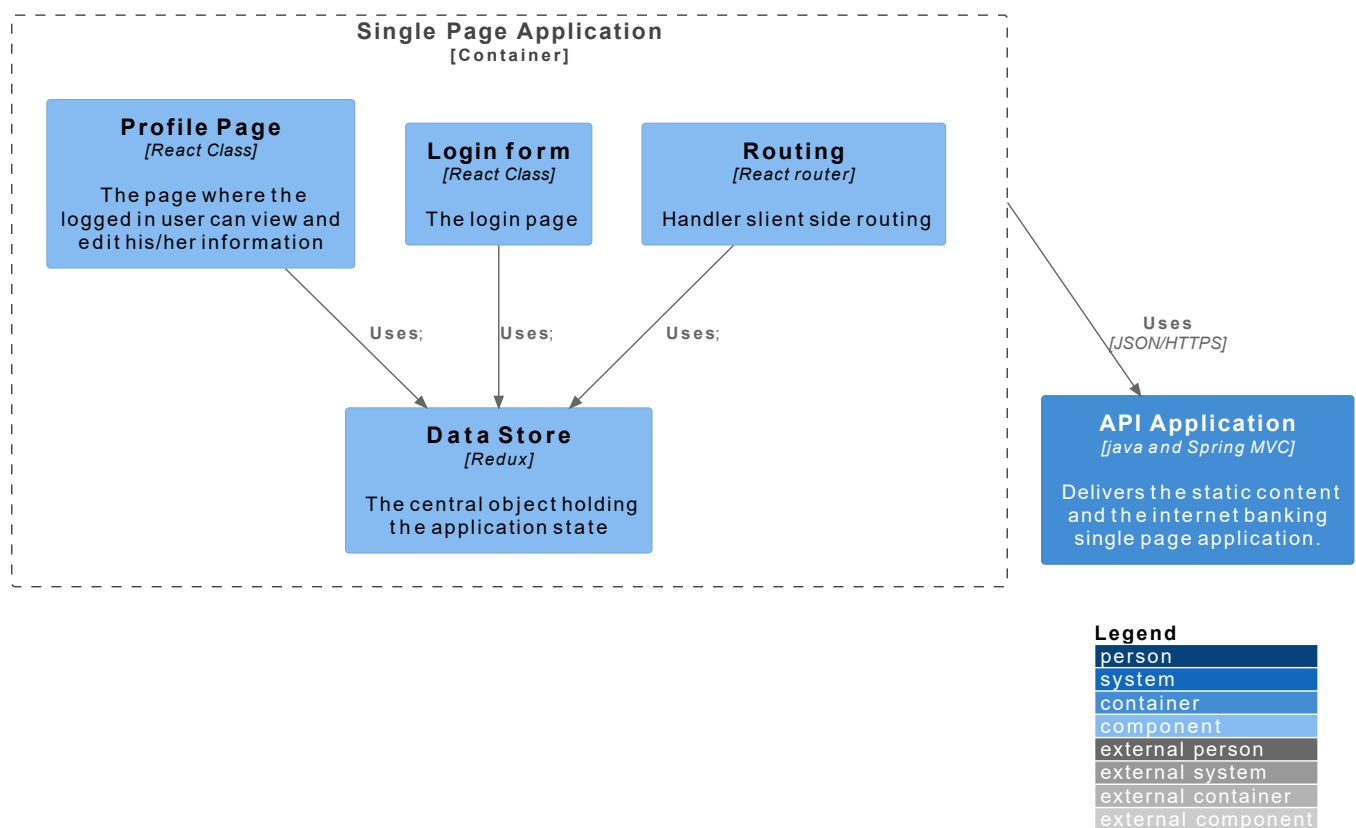 Single Page Application
[Container]
Profile Page
[React Class]
The page where the
logged in user can view and
edit his/her information
Login form
[React Class]
The login page
Routing
[React router]
Handler slient side routing
Uses;
Uses;
Uses;
Uses
[JSON/HTTPS]
Data Store
[Redux]
The central object holding
the application state
API Application
[java and Spring MVC]
Delivers the static content
and the internet banking
single page application.
Legend
person
system
container
component
external person
external system
external container
external component